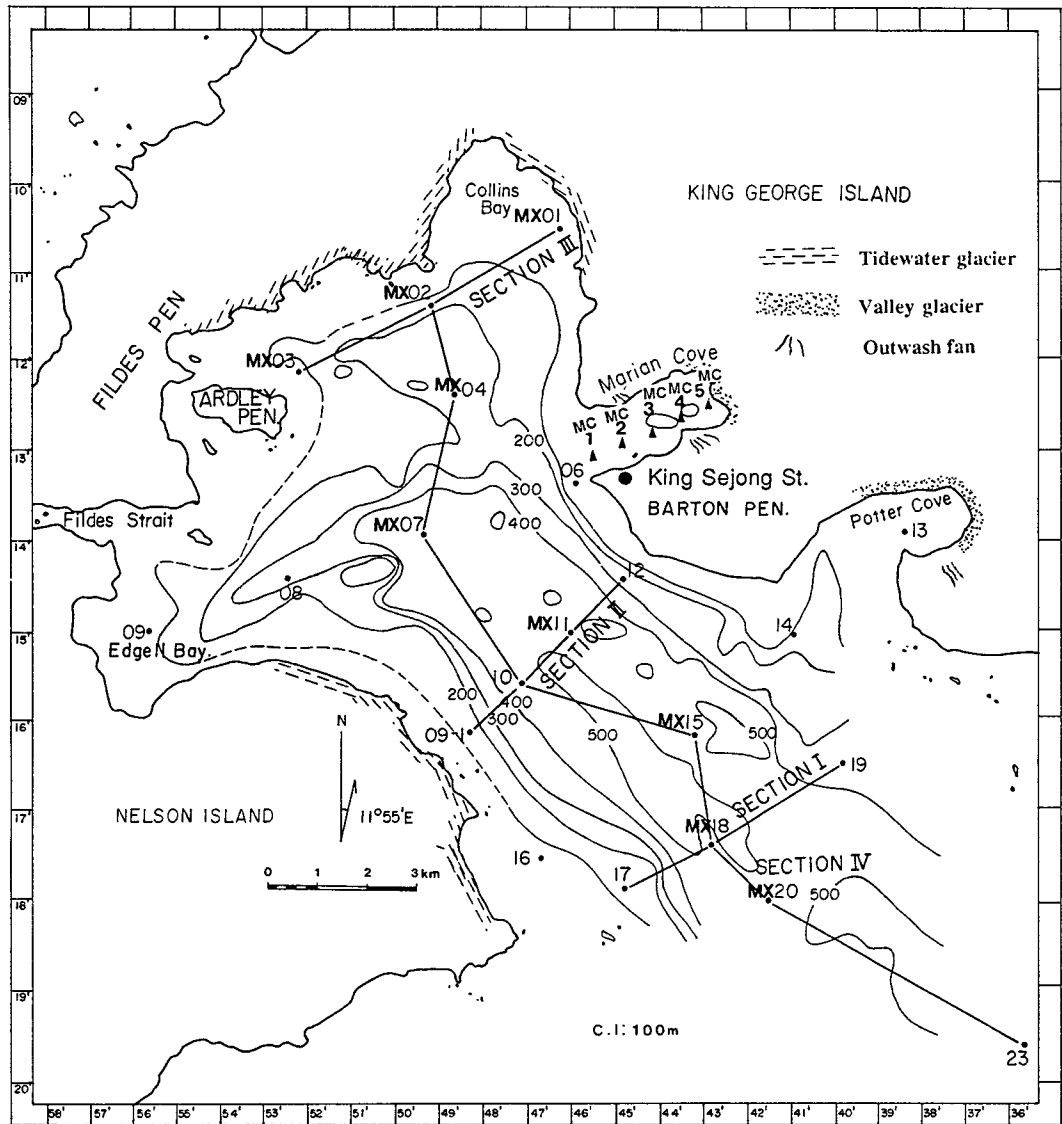 09'
10'
11'
12'
13'
14'
15'
16'
17'
18'
19'
20'
58'
57'
56'
55'
54'
52'
50'
49'
48'
47'
46'
45'
44'
43'
42'
41'
40'
39'
38'
37'
36'
Collins
Bay
MX01
KING GEORGE ISLAND
SECTION III
MX02
Tidewater glacier
Valley glacier
Outwash fan
FILDES PEN
MX03
ARDLEY
PEN.
MX04
Marian Cove
MC
1
MC
2
MC
3
MC
4
MC
5
200
300
400
06
King Sejong St.
BARTON PEN.
Potter Cove
13
Fildes Strait
MX07
08
12
14
09
Edgell Bay.
MX11
SECTION II
10
200
400
300
09-1
500
MX15
500
SECTION I
19
N
11°55'E
NELSON ISLAND
0 1 2 3 km
16
17
MX18
SECTION IV
MX20
500
C.I: 100m
23